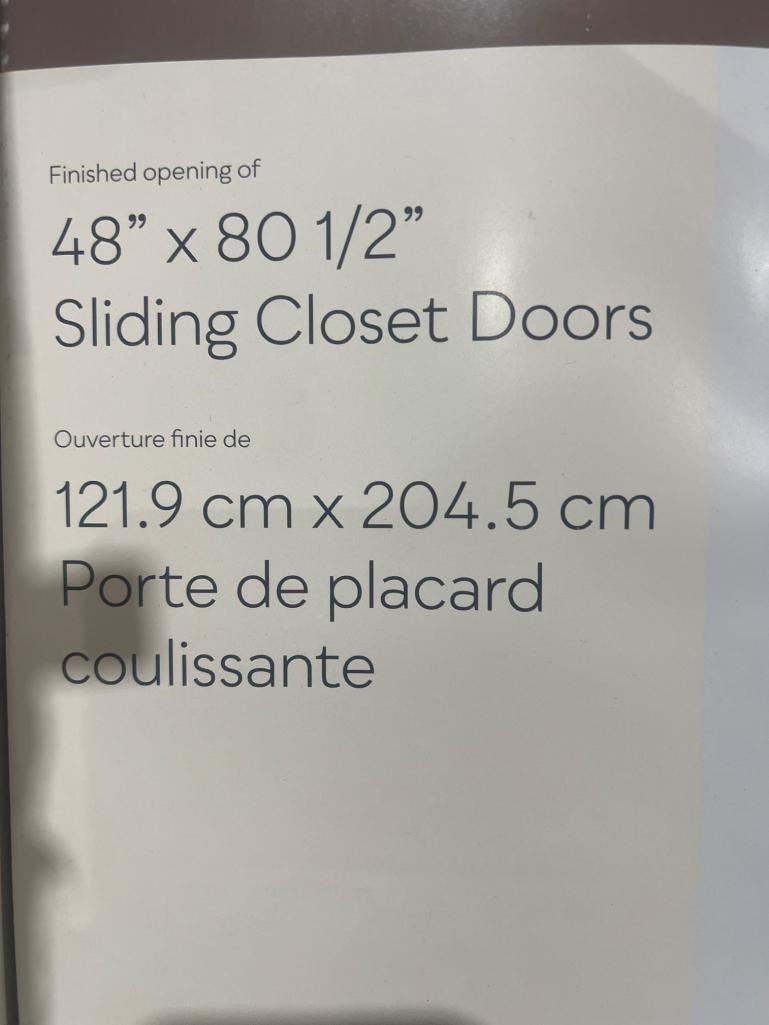 Finished opening of
48” x 80 1/2”
Sliding Closet Doors
Ouverture finie de
121.9 cm x 204.5 cm
Porte de placard
coulissante